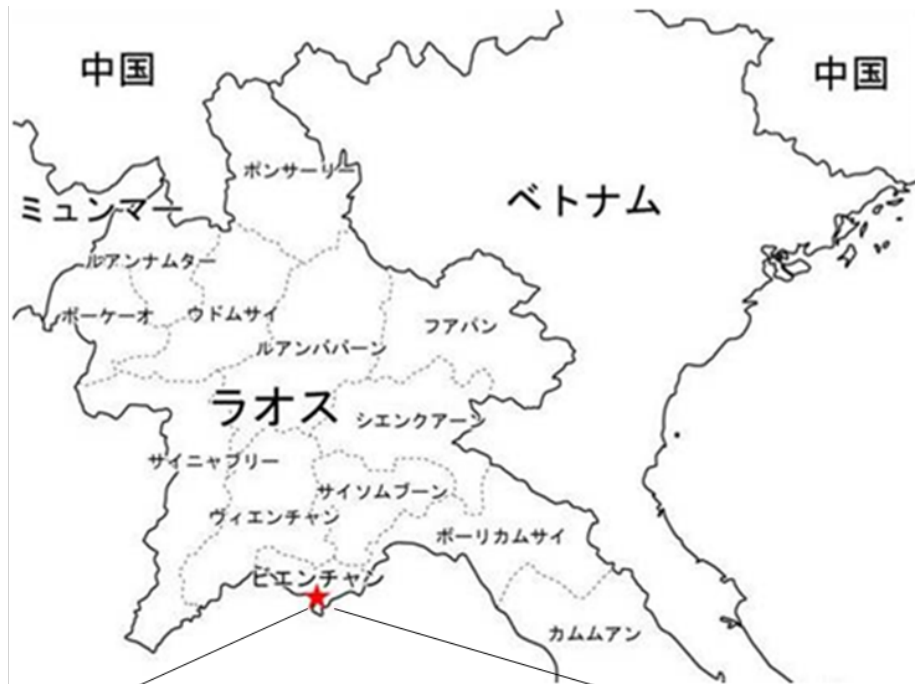 中国
中国
ポンサーリー
ミュンマー
ベトナム
ルアンナムター
ボーケーオ
ウドムサイ
フアパン
ルアンパバーン
ラオス
シエンクアーン
サイニャブリー
サイソムブーン
ヴィエンチャン
ボーリカムサイ
ビエンチャン
カムムアン